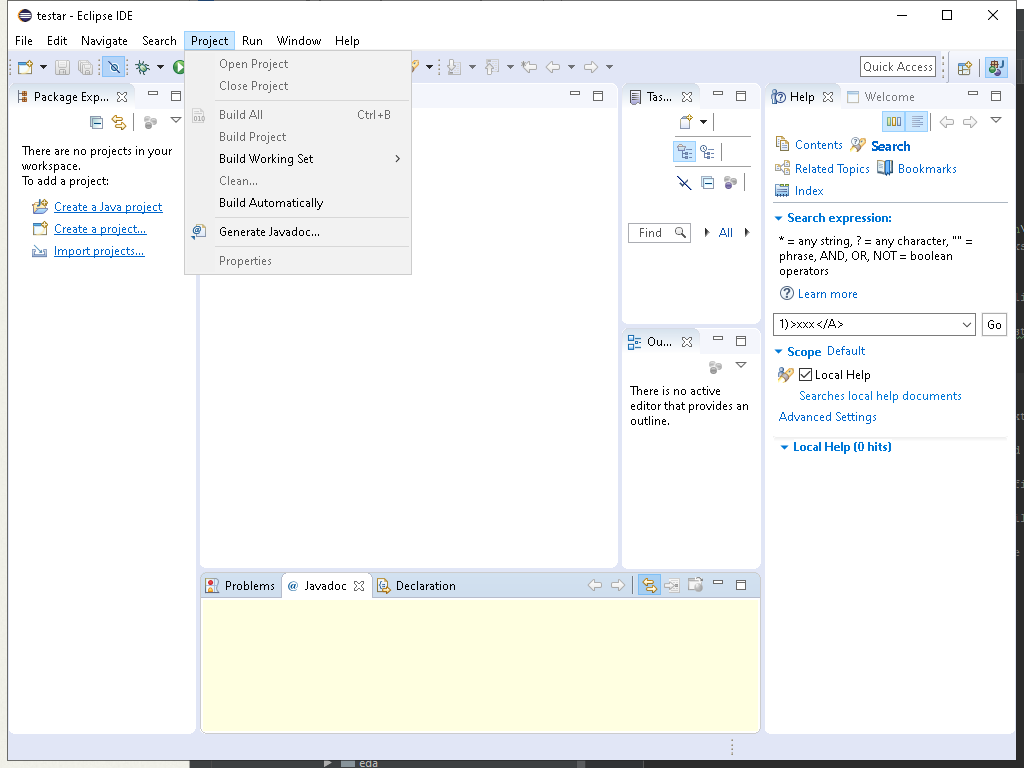 testar - Eclipse IDE
File Edit Navigate Search Project Run Window Help
Quick Access
Open Project
Close Project
Build All Ctrl+B
Build Project
Build Working Set
Clean...
Build Automatically
Generate Javadoc...
Properties
Package Exp...
There are no projects in your
workspace.
To add a project:
Create a Java project
Create a project...
Import projects...
Tas...
Find
All
Ou...
There is no active
editor that provides an
outline.
Help Welcome
Contents Search
Related Topics Bookmarks
Index
Search expression:
* = any string, ? = any character, "" =
phrase, AND, OR, NOT = boolean
operators
Learn more
1)>xxx</A> Go
Scope Default
Local Help
Searches local help documents
Advanced Settings
Local Help (0 hits)
Problems @ Javadoc Declaration
eda